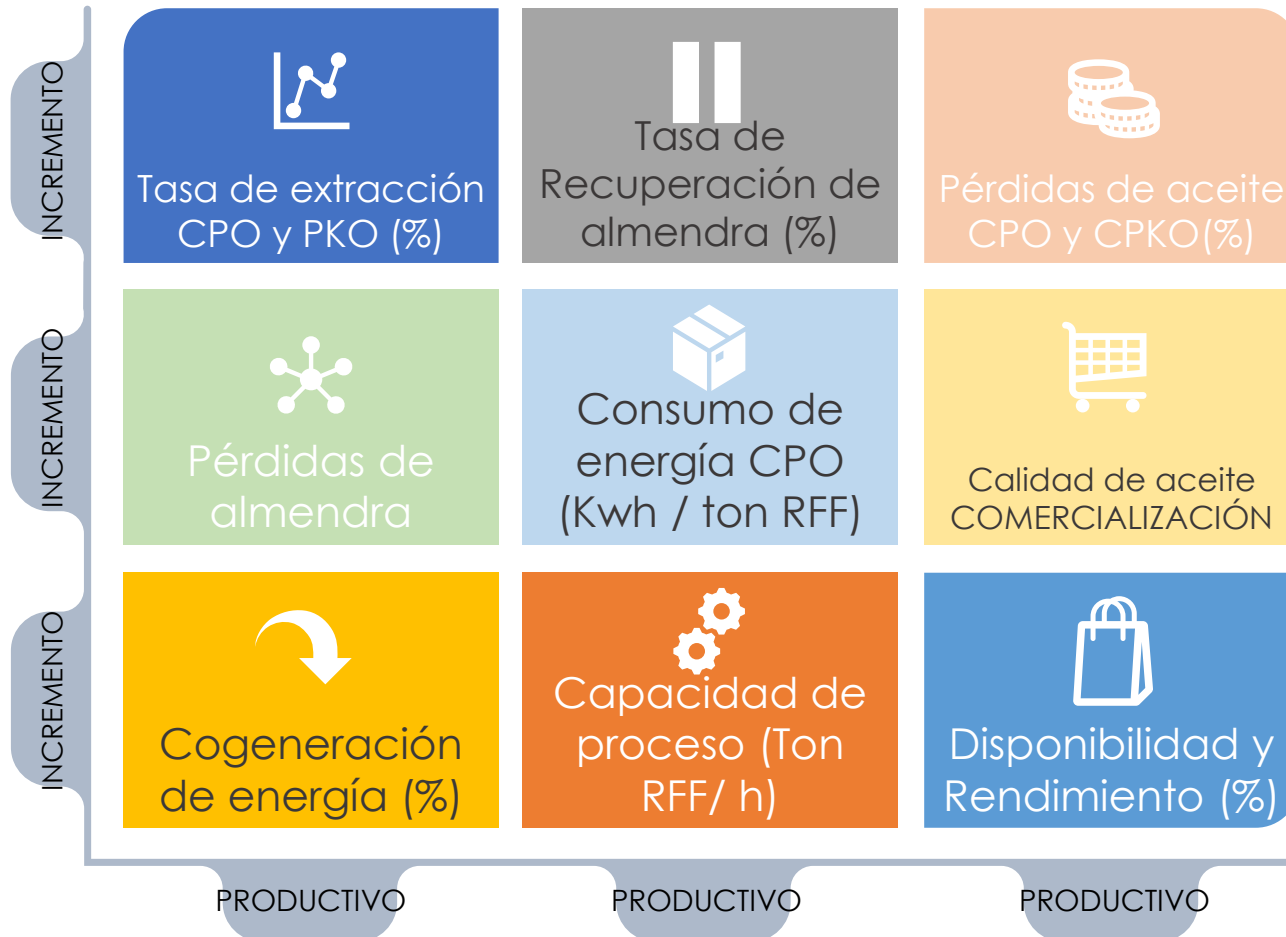 INCREMENTO
Tasa de extracción
CPO y PKO (%)
Tasa de
Recuperación de
almendra (%)
Pérdidas de aceite
CPO y CPKO(%)
INCREMENTO
Pérdidas de
almendra
Consumo de
energía CPO
(Kwh / ton RFF)
Calidad de aceite
COMERCIALIZACIÓN
INCREMENTO
Cogeneración
de energía (%)
Capacidad de
proceso (Ton
RFF/ h)
Disponibilidad y
Rendimiento (%)
PRODUCTIVO
PRODUCTIVO
PRODUCTIVO